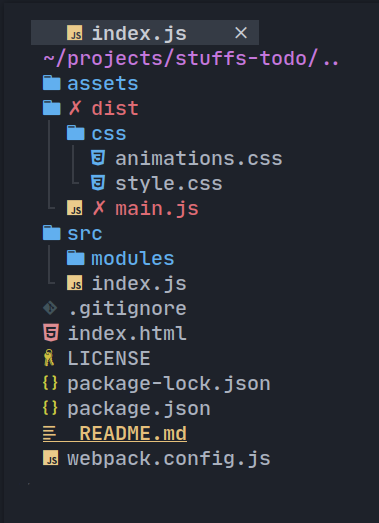 JS index.js ×
~/projects/stuffs-todo/..
assets
✗ dist
css
animations.css
style.css
JS ✗ main.js
src
modules
JS index.js
.gitignore
index.html
LICENSE
{} package-lock.json
{} package.json
README.md
JS webpack.config.js